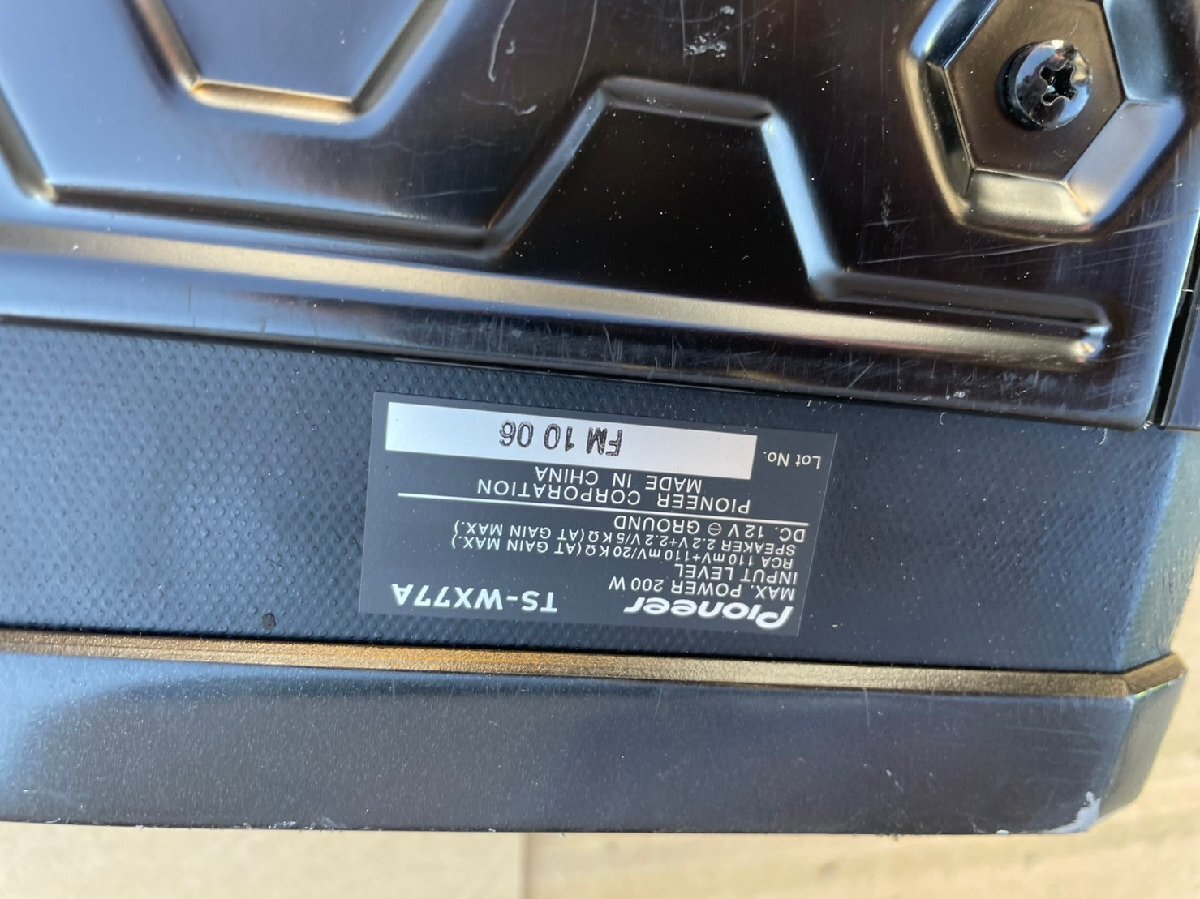 Pioneer TS-WX77A
MAX. POWER 200 W
INPUT LEVEL
RCA 110 mV+110 mV/20 KΩ (AT GAIN MAX.)
SPEAKER 2.2 V+2.2 V/5 KΩ (AT GAIN MAX.)
DC. 12V ⊖ GROUND
PIONEER CORPORATION
MADE IN CHINA
Lot No. FM 10 06